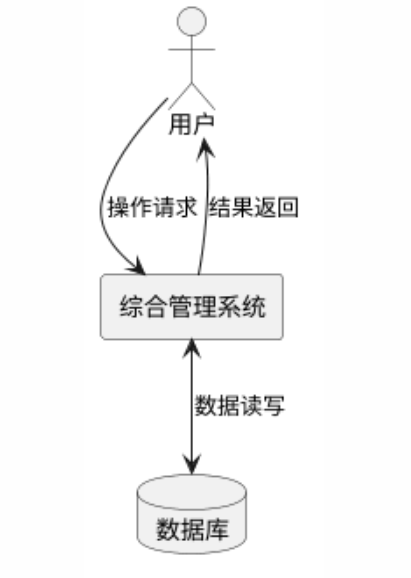 用户
操作请求
结果返回
综合管理系统
数据读写
数据库